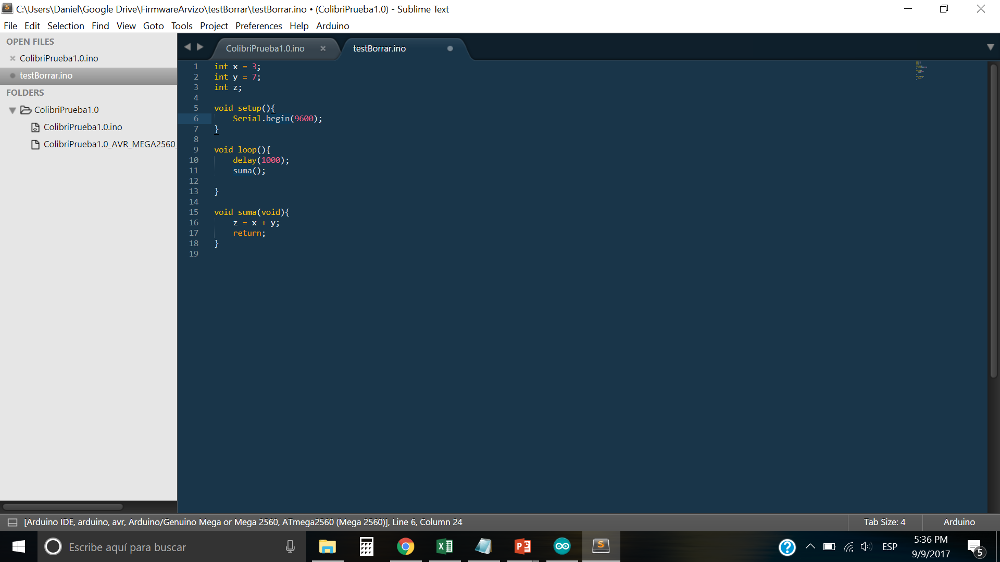 C:\Users\Daniel\Google Drive\FirmwareArvizo\testBorrar\testBorrar.ino • (ColibriPrueba1.0) - Sublime Text
File Edit Selection Find View Goto Tools Project Preferences Help Arduino
OPEN FILES
ColibriPrueba1.0.ino
testBorrar.ino
FOLDERS
ColibriPrueba1.0
ColibriPrueba1.0.ino
ColibriPrueba1.0_AVR_MEGA2560_
ColibriPrueba1.0.ino
testBorrar.ino
1 int x = 3;
2 int y = 7;
3 int z;
4
5 void setup(){
6 Serial.begin(9600);
7 }
8
9 void loop(){
10 delay(1000);
11 suma();
12
13 }
14
15 void suma(void){
16 z = x + y;
17 return;
18 }
19
[Arduino IDE, arduino, avr, Arduino/Genuino Mega or Mega 2560, ATmega2560 (Mega 2560)], Line 6, Column 24
Tab Size: 4
Arduino
Escribe aquí para buscar
ESP
5:36 PM
9/9/2017
5